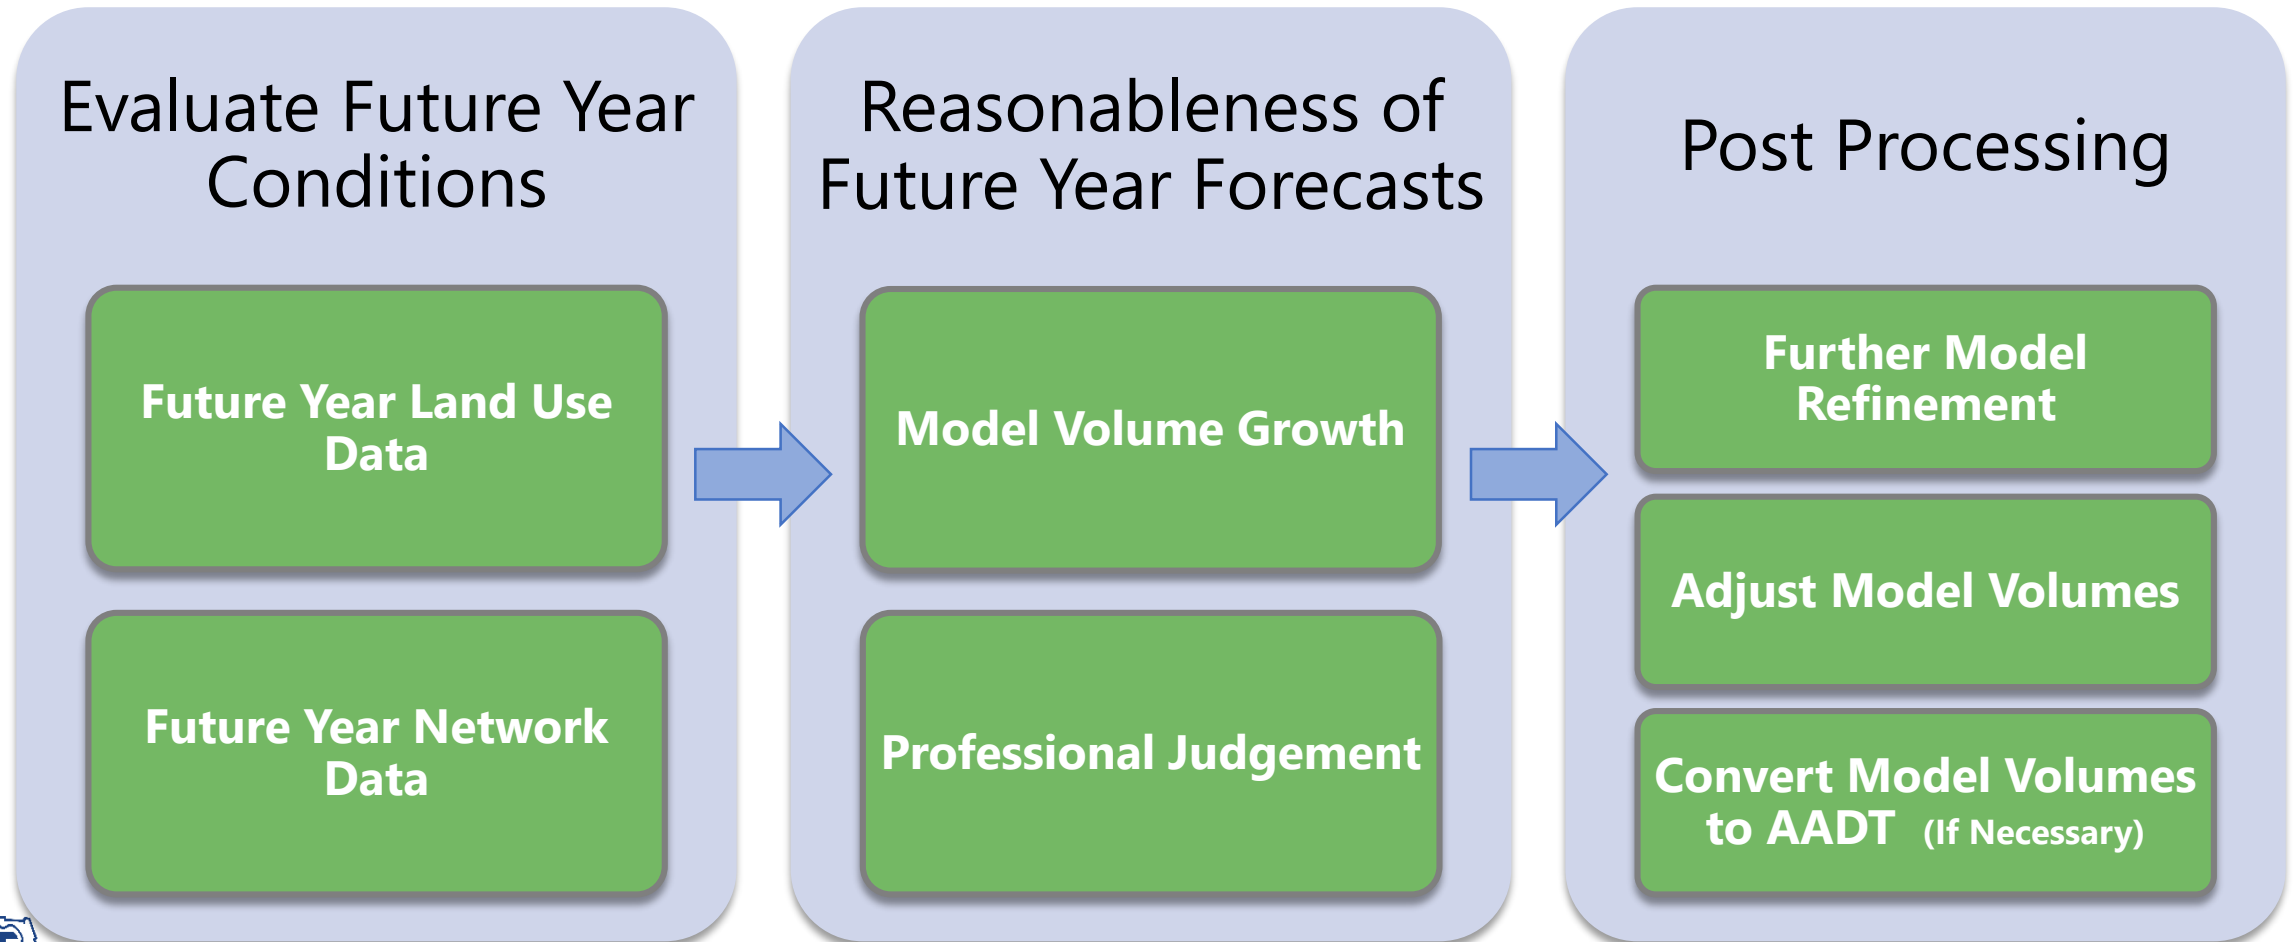 Evaluate Future Year
Conditions
Future Year Land Use
Data
Future Year Network
Data
Reasonableness of
Future Year Forecasts
Model Volume Growth
Professional Judgement
Post Processing
Further Model
Refinement
Adjust Model Volumes
Convert Model Volumes
to AADT (If Necessary)